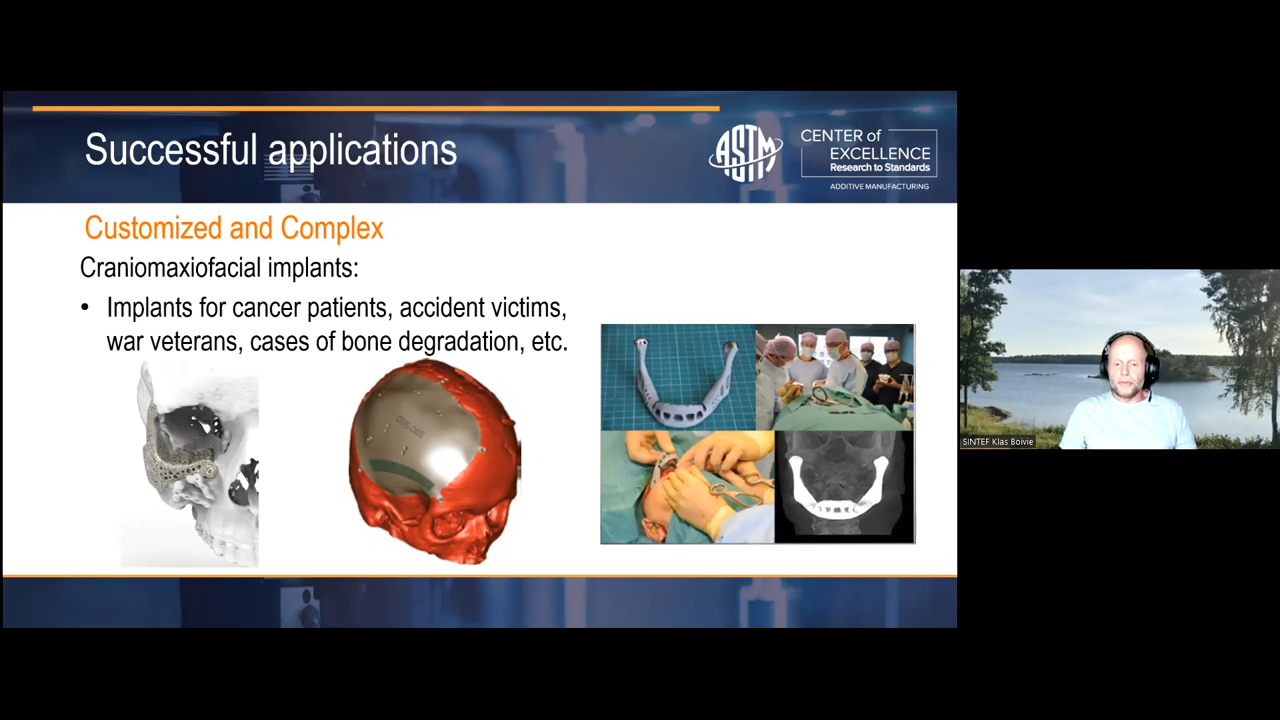 Successful applications
ASTM
CENTER of
EXCELLENCE
Research to Standards
ADDITIVE MANUFACTURING
Customized and Complex
Craniomaxiofacial implants:
• Implants for cancer patients, accident victims,
war veterans, cases of bone degradation, etc.
SINTEF Klas Boivie